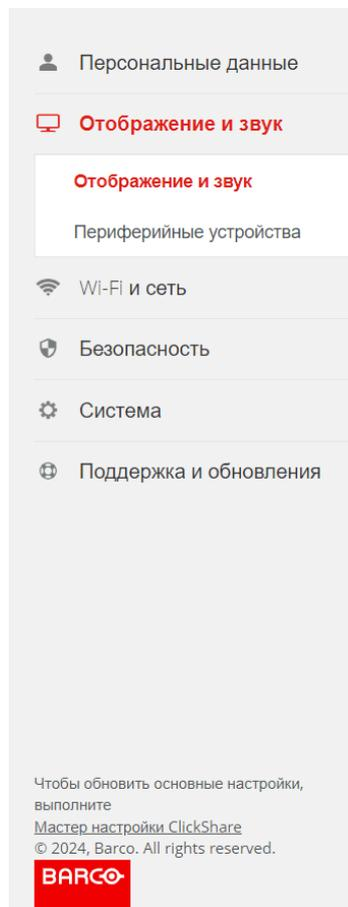 Персональные данные
Отображение и звук
Отображение и звук
Периферийные устройства
Wi-Fi и сеть
Безопасность
Система
Поддержка и обновления
Чтобы обновить основные настройки,
выполните
Мастер настройки ClickShare
© 2024, Barco. All rights reserved.
BARCO